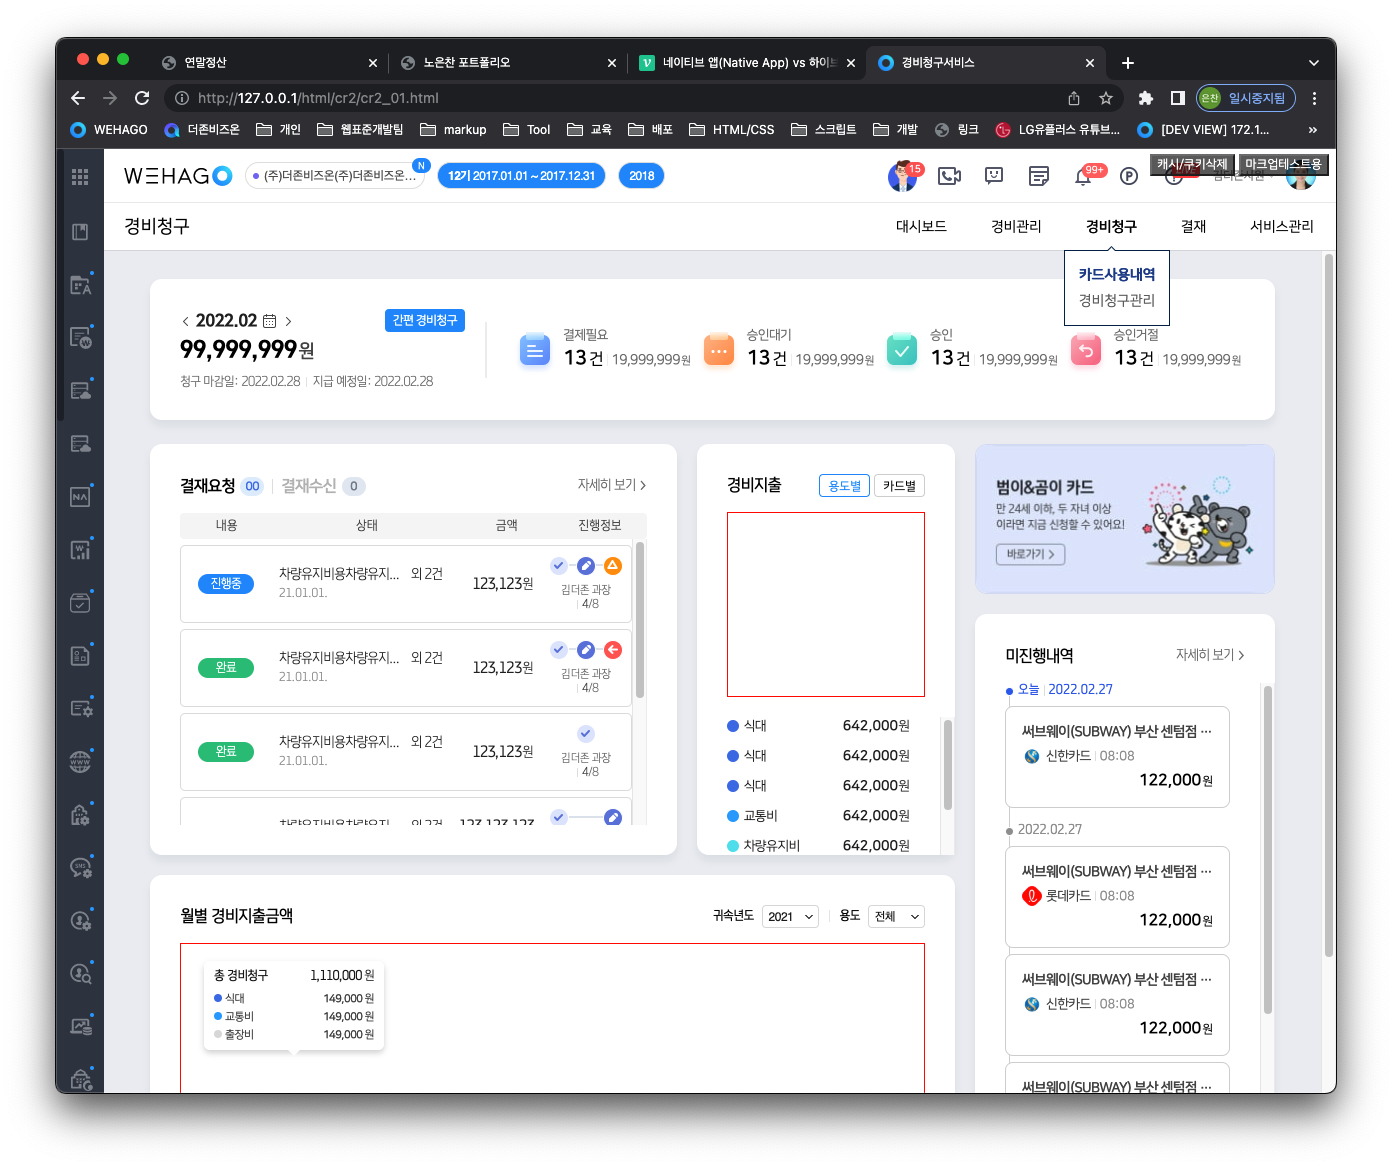 연말정산
노은찬 포트폴리오
네이티브 앱(Native App) vs 하이브
경비청구서비스
http://127.0.0.1/html/cr2/cr2_01.html
은찬 일시중지됨
WEHAGO 더존비즈온 개인 웹표준개발팀 markup Tool 교육 배포 HTML/CSS 스크립트 개발 링크 LG유플러스 유튜브... [DEV VIEW] 172.1... »
WEHAGO
(주)더존비즈온(주)더존비즈온... N
12기 2017.01.01 ~ 2017.12.31
2018
15
99+
캐시/쿠키삭제 마크업테스트용
경비청구
대시보드 경비관리 경비청구 결재 서비스관리
카드사용내역
경비청구관리
2022.02
간편 경비청구
99,999,999원
청구 마감일: 2022.02.28 지급 예정일: 2022.02.28
결제필요
13건 19,999,999원
승인대기
13건 19,999,999원
승인
13건 19,999,999원
승인거절
13건 19,999,999원
결재요청 00 결재수신 0
자세히 보기
내용 상태 금액 진행정보
진행중 차량유지비용차량유지... 외 2건 123,123원
21.01.01.
김더존 과장
4/8
완료 차량유지비용차량유지... 외 2건 123,123원
21.01.01.
김더존 과장
4/8
완료 차량유지비용차량유지... 외 2건 123,123원
21.01.01.
김더존 과장
4/8
차량유지비용차량유지... 외 2건 123,123,123
경비지출
용도별 카드별
식대 642,000원
식대 642,000원
식대 642,000원
교통비 642,000원
차량유지비 642,000원
범이&곰이 카드
만 24세 이하, 두 자녀 이상
이라면 지금 신청할 수 있어요!
바로가기
미진행내역
자세히 보기
오늘 2022.02.27
써브웨이(SUBWAY) 부산 센텀점 ···
신한카드 08:08
122,000원
2022.02.27
써브웨이(SUBWAY) 부산 센텀점 ···
롯데카드 08:08
122,000원
써브웨이(SUBWAY) 부산 센텀점 ···
신한카드 08:08
122,000원
써브웨이(SUBWAY) 부산 센텀점 ···
월별 경비지출금액
귀속년도 2021 용도 전체
총 경비청구 1,110,000 원
식대 149,000 원
교통비 149,000 원
출장비 149,000 원